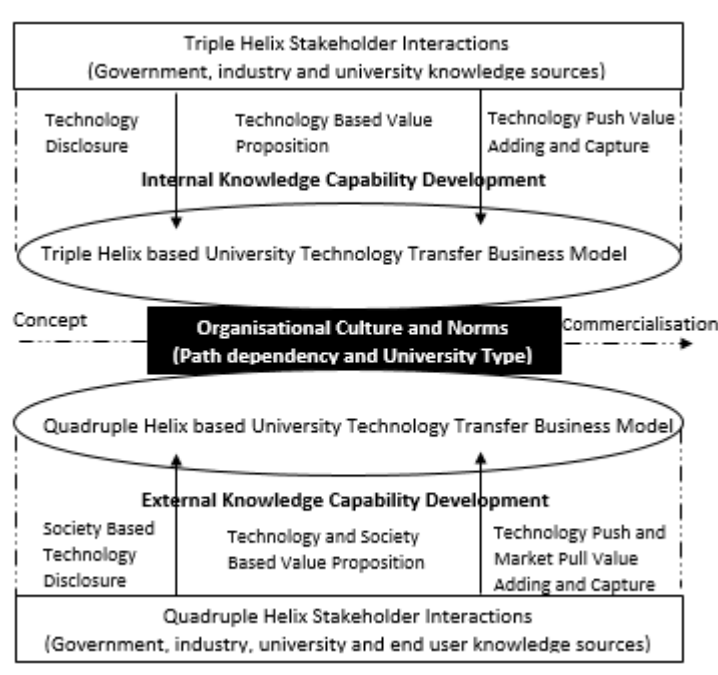 Triple Helix Stakeholder Interactions
(Government, industry and university knowledge sources)
Technology
Disclosure
Technology Based Value
Proposition
Technology Push Value
Adding and Capture
Internal Knowledge Capability Development
Triple Helix based University Technology Transfer Business Model
Concept
Organisational Culture and Norms
(Path dependency and University Type)
Commercialisation
Quadruple Helix based University Technology Transfer Business Model
External Knowledge Capability Development
Society Based
Technology
Disclosure
Technology and Society
Based Value Proposition
Technology Push and
Market Pull Value
Adding and Capture
Quadruple Helix Stakeholder Interactions
(Government, industry, university and end user knowledge sources)